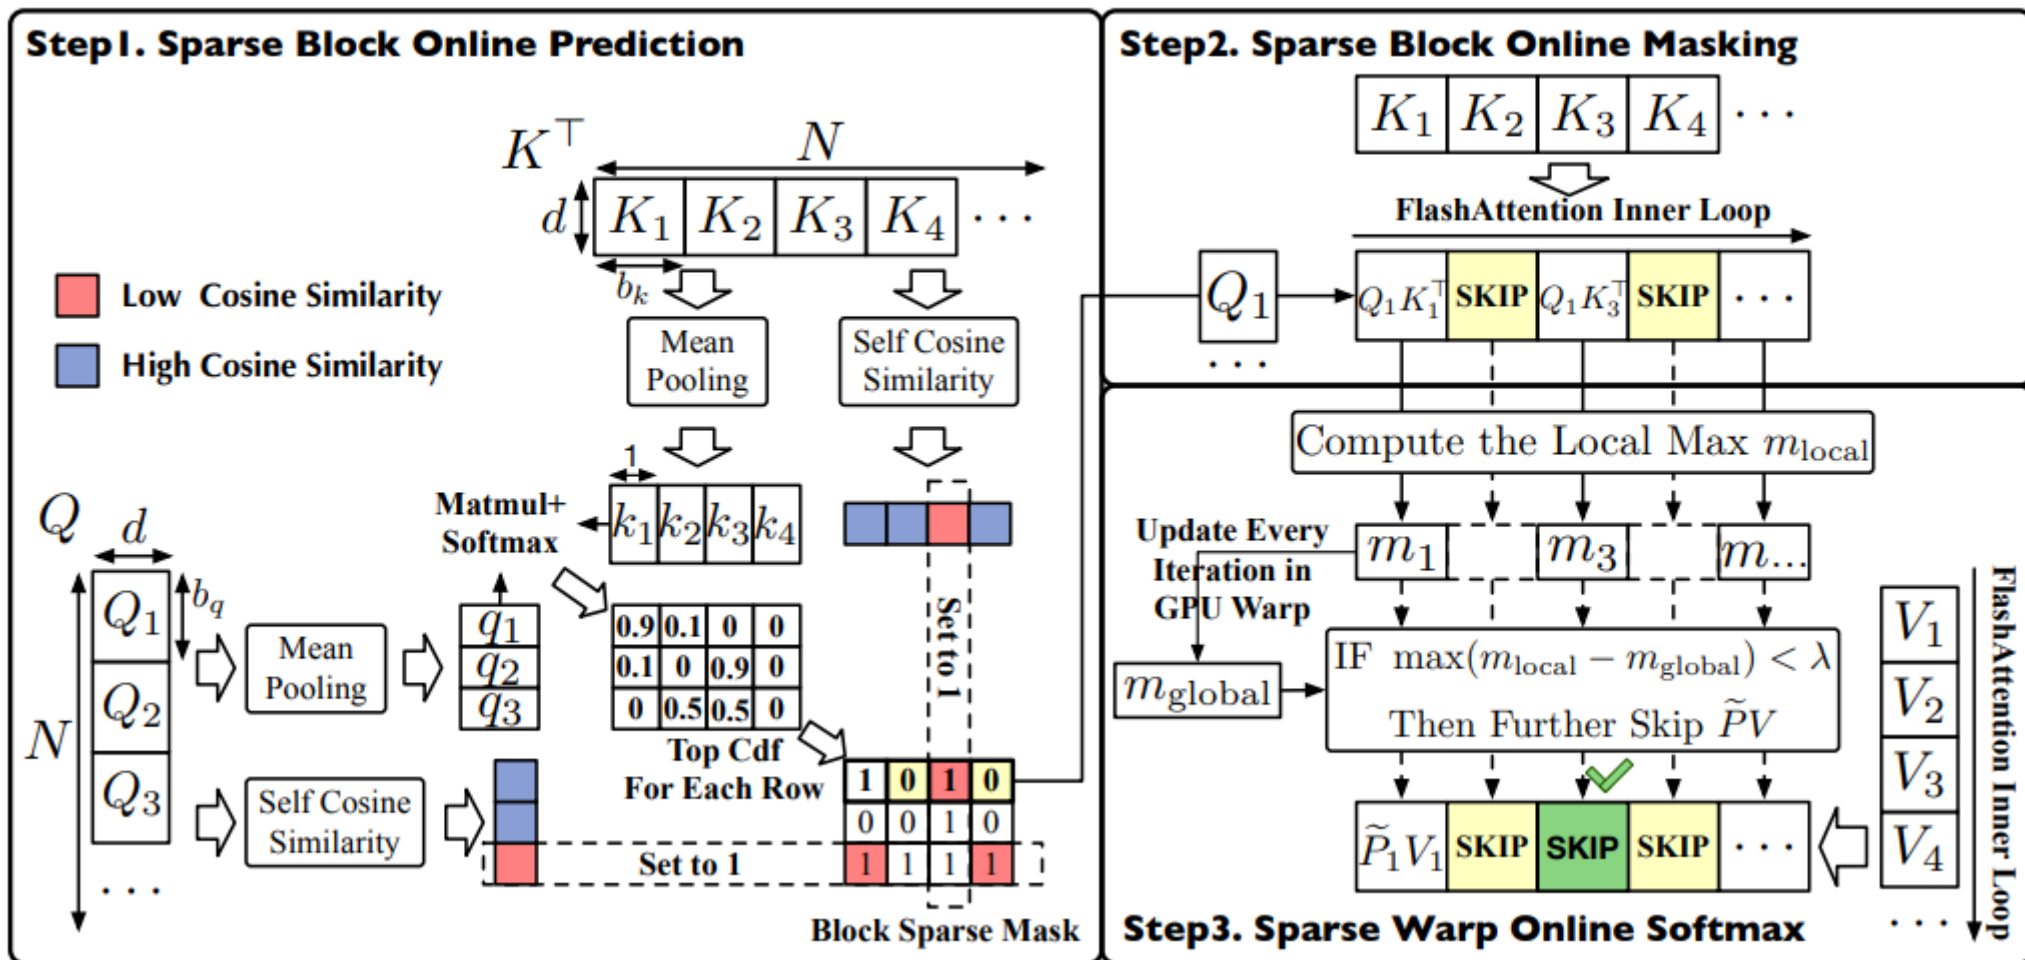 Step1. Sparse Block Online Prediction
K⊤
N
d
K1 K2 K3 K4 ···
bk
Low Cosine Similarity
High Cosine Similarity
Mean
Pooling
Self Cosine
Similarity
1
Matmul+
Softmax
k1 k2 k3 k4
Q
d
N
Q1
Q2
Q3
···
bq
Mean
Pooling
q1
q2
q3
0.9 0.1 0 0
0.1 0 0.9 0
0 0.5 0.5 0
Set to 1
Top Cdf
For Each Row
Self Cosine
Similarity
Set to 1
1 0 1 0
0 0 1 0
1 1 1 1
Block Sparse Mask
Step2. Sparse Block Online Masking
K1 K2 K3 K4 ···
FlashAttention Inner Loop
Q1
···
Q1K1⊤ SKIP Q1K3⊤ SKIP ···
Compute the Local Max mlocal
Update Every
Iteration in
GPU Warp
m1 m3 m...
mglobal
IF max(mlocal − mglobal) < λ
Then Further Skip P̃V
P̃1V1 SKIP SKIP SKIP ···
V1
V2
V3
V4
···
FlashAttention Inner Loop
Step3. Sparse Warp Online Softmax